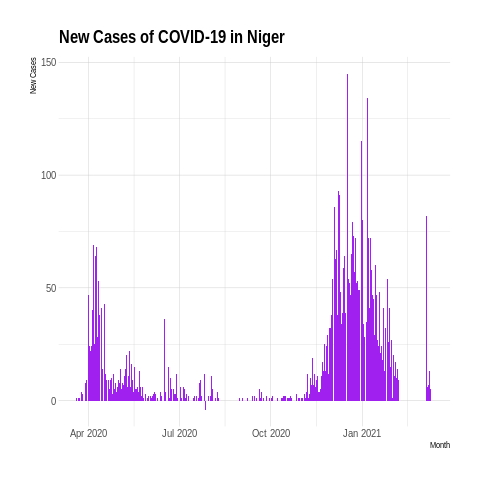 New Cases of COVID-19 in Niger
New Cases
150
100
50
0
Apr 2020
Jul 2020
Oct 2020
Jan 2021
Month